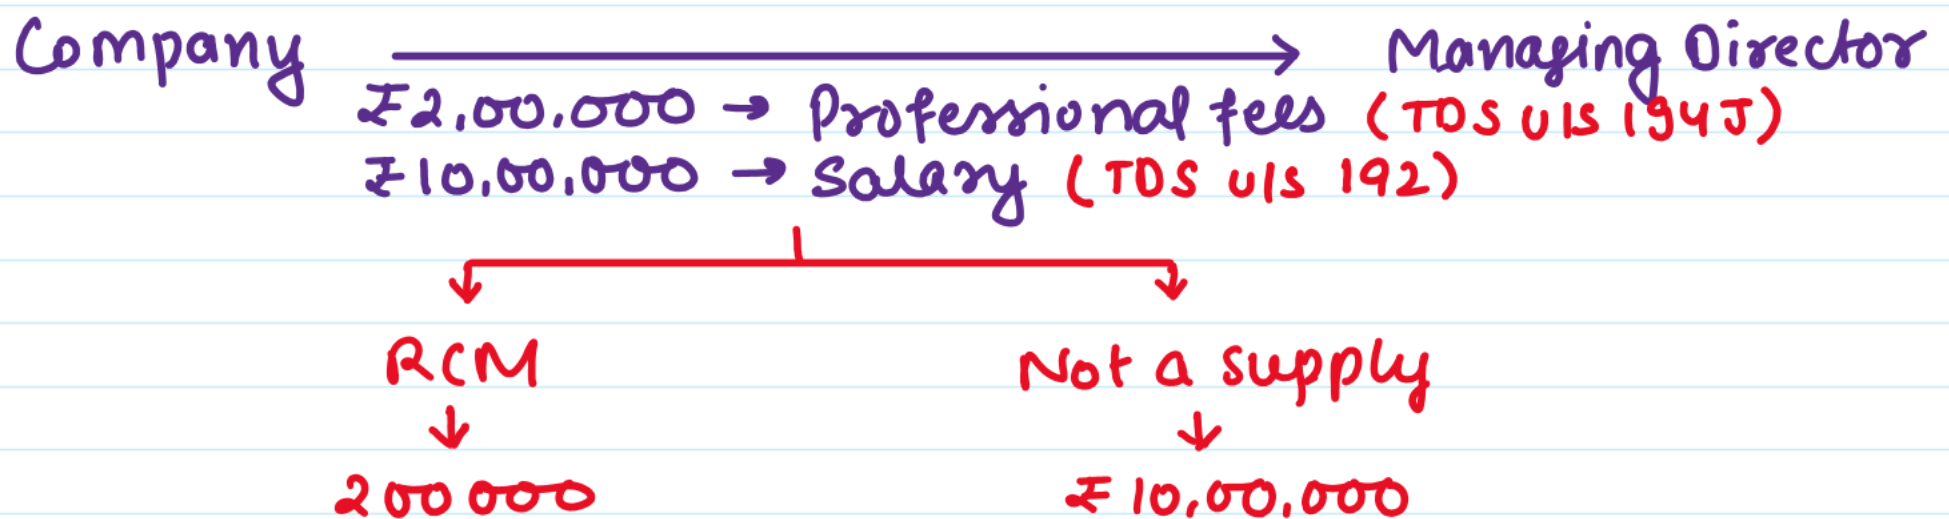 Company → Managing Director
₹2,00,000 → Professional fees (TDS u/s 194J)
₹10,00,000 → Salary (TDS u/s 192)
RCM Not a supply
↓ ↓
200000 ₹10,00,000